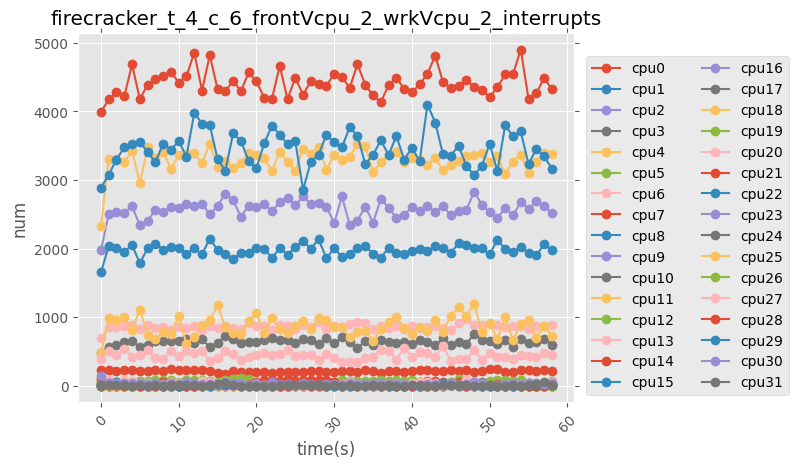 firecracker_t_4_c_6_frontVcpu_2_wrkVcpu_2_interrupts
5000
4000
3000
2000
1000
0
num
0 10 20 30 40 50 60
time(s)
cpu0 cpu16
cpu1 cpu17
cpu2 cpu18
cpu3 cpu19
cpu4 cpu20
cpu5 cpu21
cpu6 cpu22
cpu7 cpu23
cpu8 cpu24
cpu9 cpu25
cpu10 cpu26
cpu11 cpu27
cpu12 cpu28
cpu13 cpu29
cpu14 cpu30
cpu15 cpu31